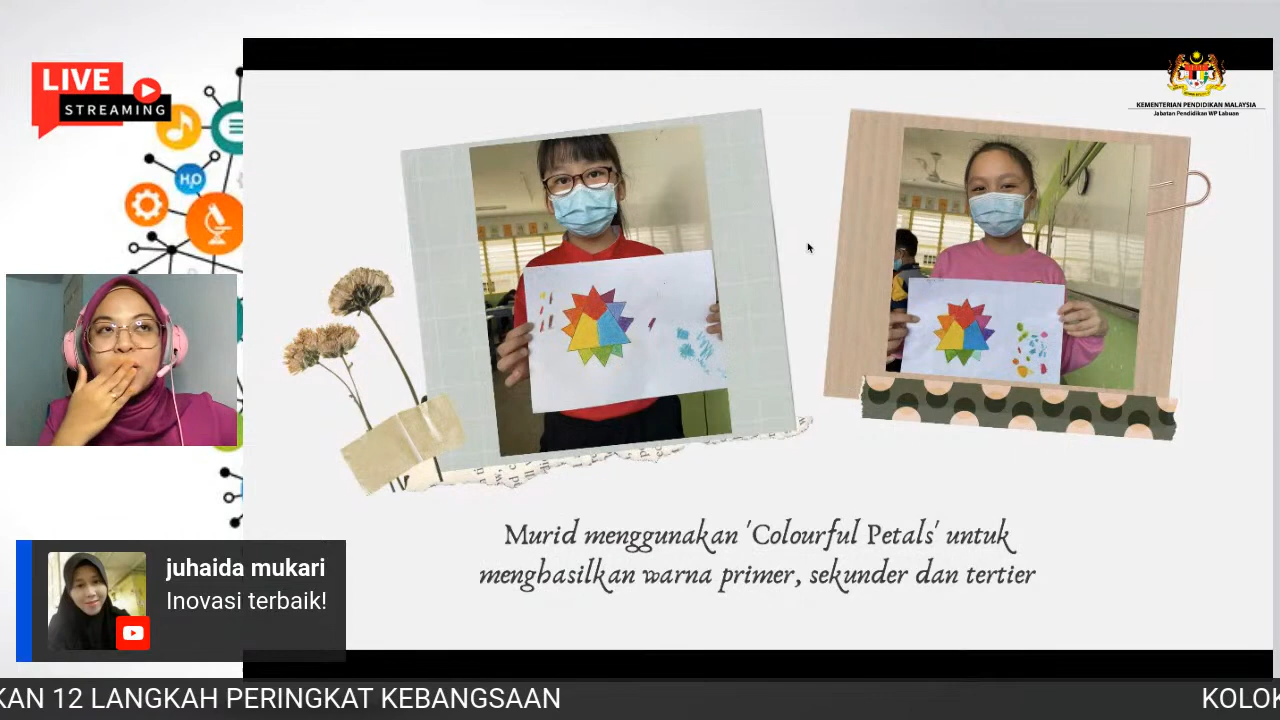 LIVE
STREAMING
H2O
KEMENTERIAN PENDIDIKAN MALAYSIA
Jabatan Pendidikan WP Labuan
Murid menggunakan 'Colourful Petals' untuk
menghasilkan warna primer, sekunder dan tertier
juhaida mukari
Inovasi terbaik!
KAN 12 LANGKAH PERINGKAT KEBANGSAAN
KOLOK